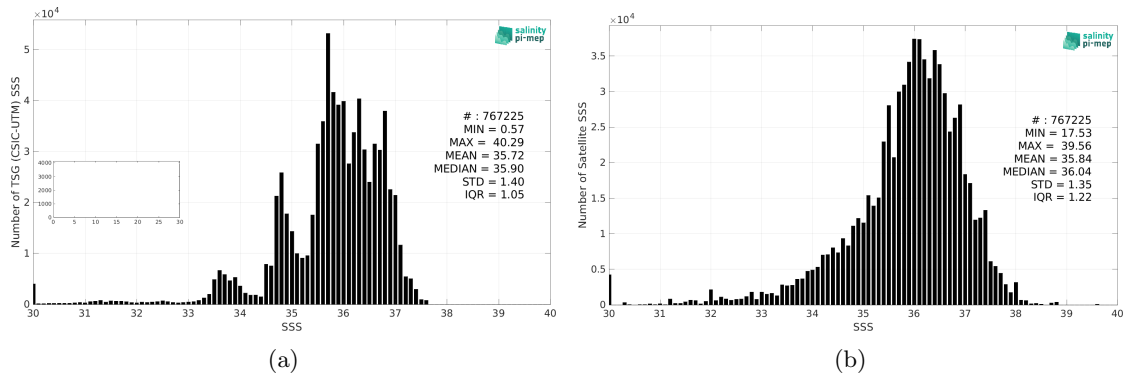 ×10⁴
5
4
3
2
1
0
Number of TSG (CSIC-UTM) SSS
30 31 32 33 34 35 36 37 38 39 40
SSS
4000
3000
2000
1000
0
0 5 10 15 20 25 30
salinity
pi-mep
# : 767225
MIN = 0.57
MAX = 40.29
MEAN = 35.72
MEDIAN = 35.90
STD = 1.40
IQR = 1.05
(a)
×10⁴
3.5
3
2.5
2
1.5
1
0.5
0
Number of Satellite SSS
30 31 32 33 34 35 36 37 38 39 40
SSS
salinity
pi-mep
# : 767225
MIN = 17.53
MAX = 39.56
MEAN = 35.84
MEDIAN = 36.04
STD = 1.35
IQR = 1.22
(b)